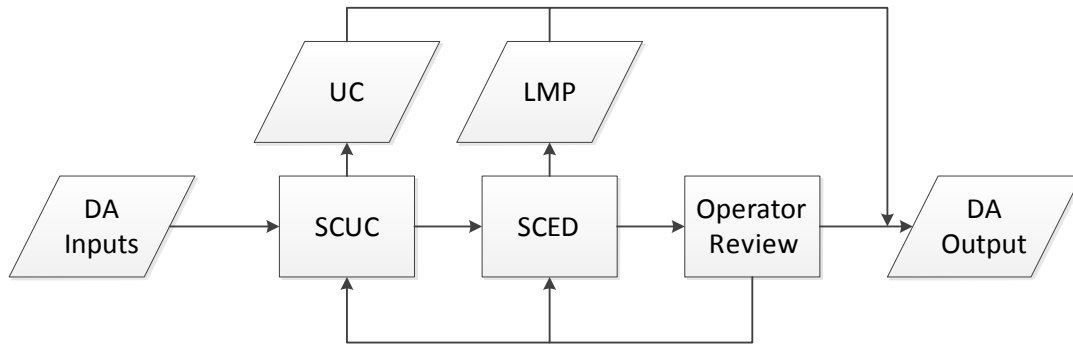 UC
LMP
DA
Inputs
SCUC
SCED
Operator
Review
DA
Output